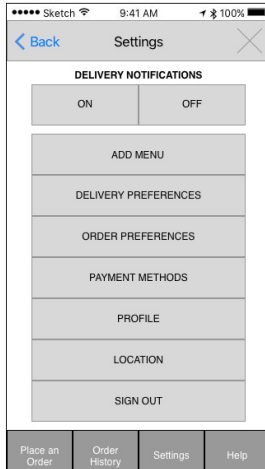 Sketch 9:41 AM 100%
Back Settings
DELIVERY NOTIFICATIONS
ON OFF
ADD MENU
DELIVERY PREFERENCES
ORDER PREFERENCES
PAYMENT METHODS
PROFILE
LOCATION
SIGN OUT
Place an Order
Order History
Settings
Help